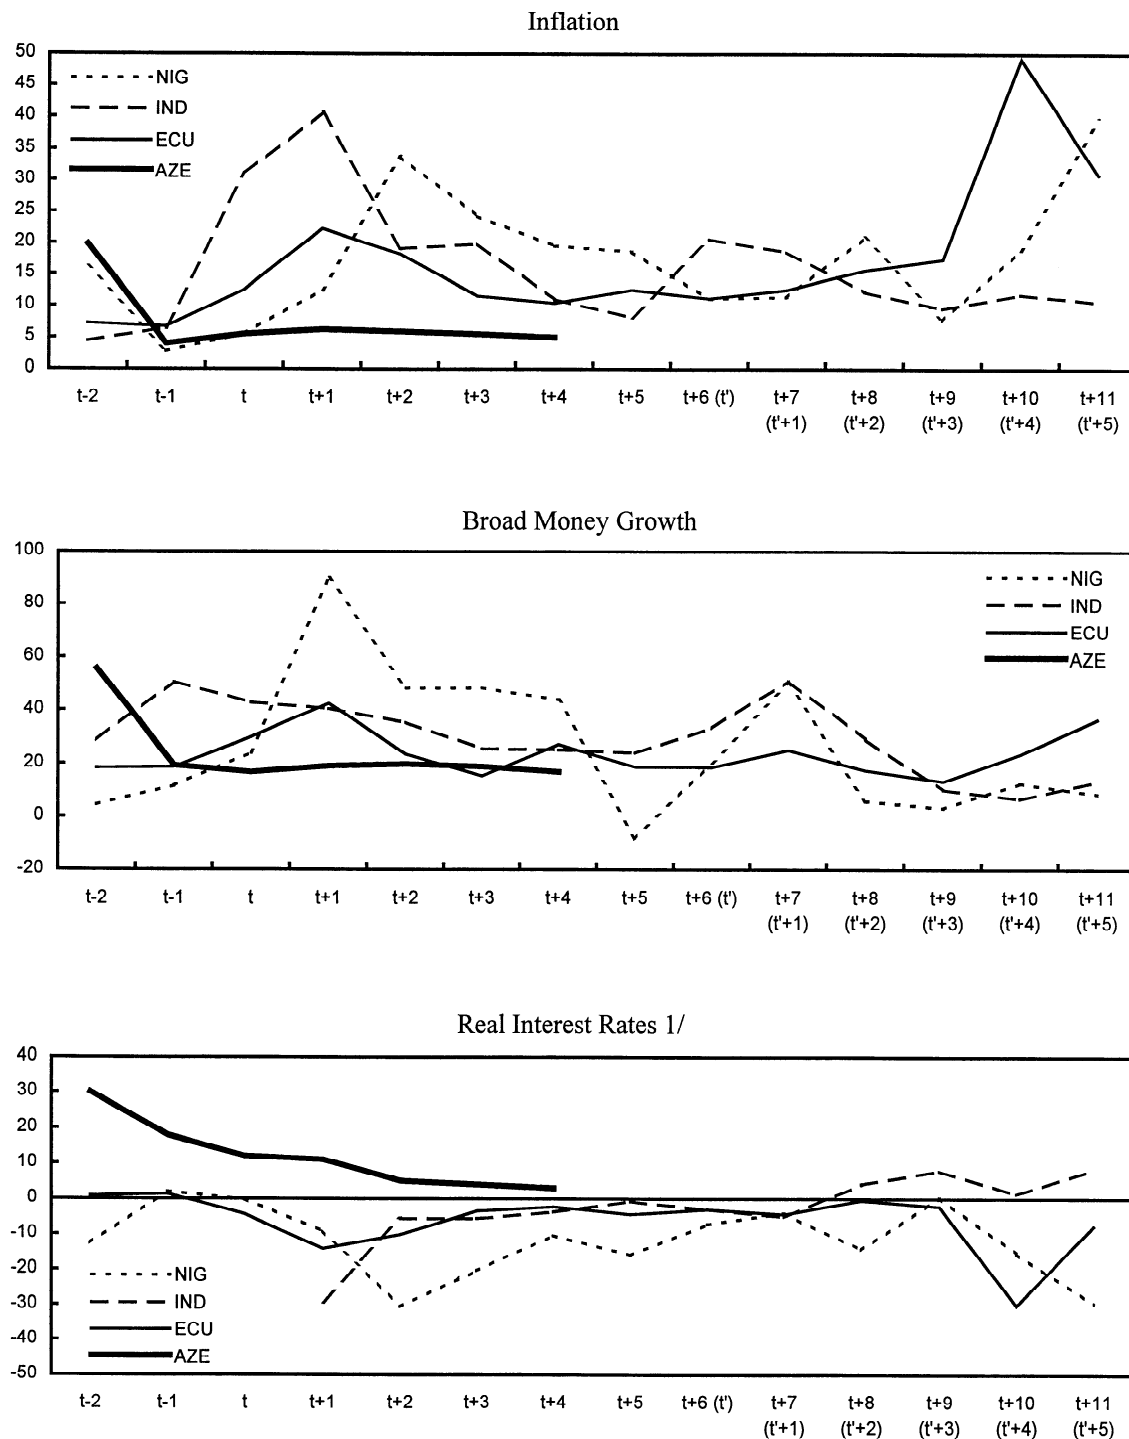 Inflation
50
45
40
35
30
25
20
15
10
5
0
NIG
IND
ECU
AZE
t-2 t-1 t t+1 t+2 t+3 t+4 t+5 t+6 (t') t+7 t+8 t+9 t+10 t+11
(t'+1) (t'+2) (t'+3) (t'+4) (t'+5)
Broad Money Growth
100
80
60
40
20
0
-20
NIG
IND
ECU
AZE
t-2 t-1 t t+1 t+2 t+3 t+4 t+5 t+6 (t') t+7 t+8 t+9 t+10 t+11
(t'+1) (t'+2) (t'+3) (t'+4) (t'+5)
Real Interest Rates 1/
40
30
20
10
0
-10
-20
-30
-40
-50
NIG
IND
ECU
AZE
t-2 t-1 t t+1 t+2 t+3 t+4 t+5 t+6 (t') t+7 t+8 t+9 t+10 t+11
(t'+1) (t'+2) (t'+3) (t'+4) (t'+5)